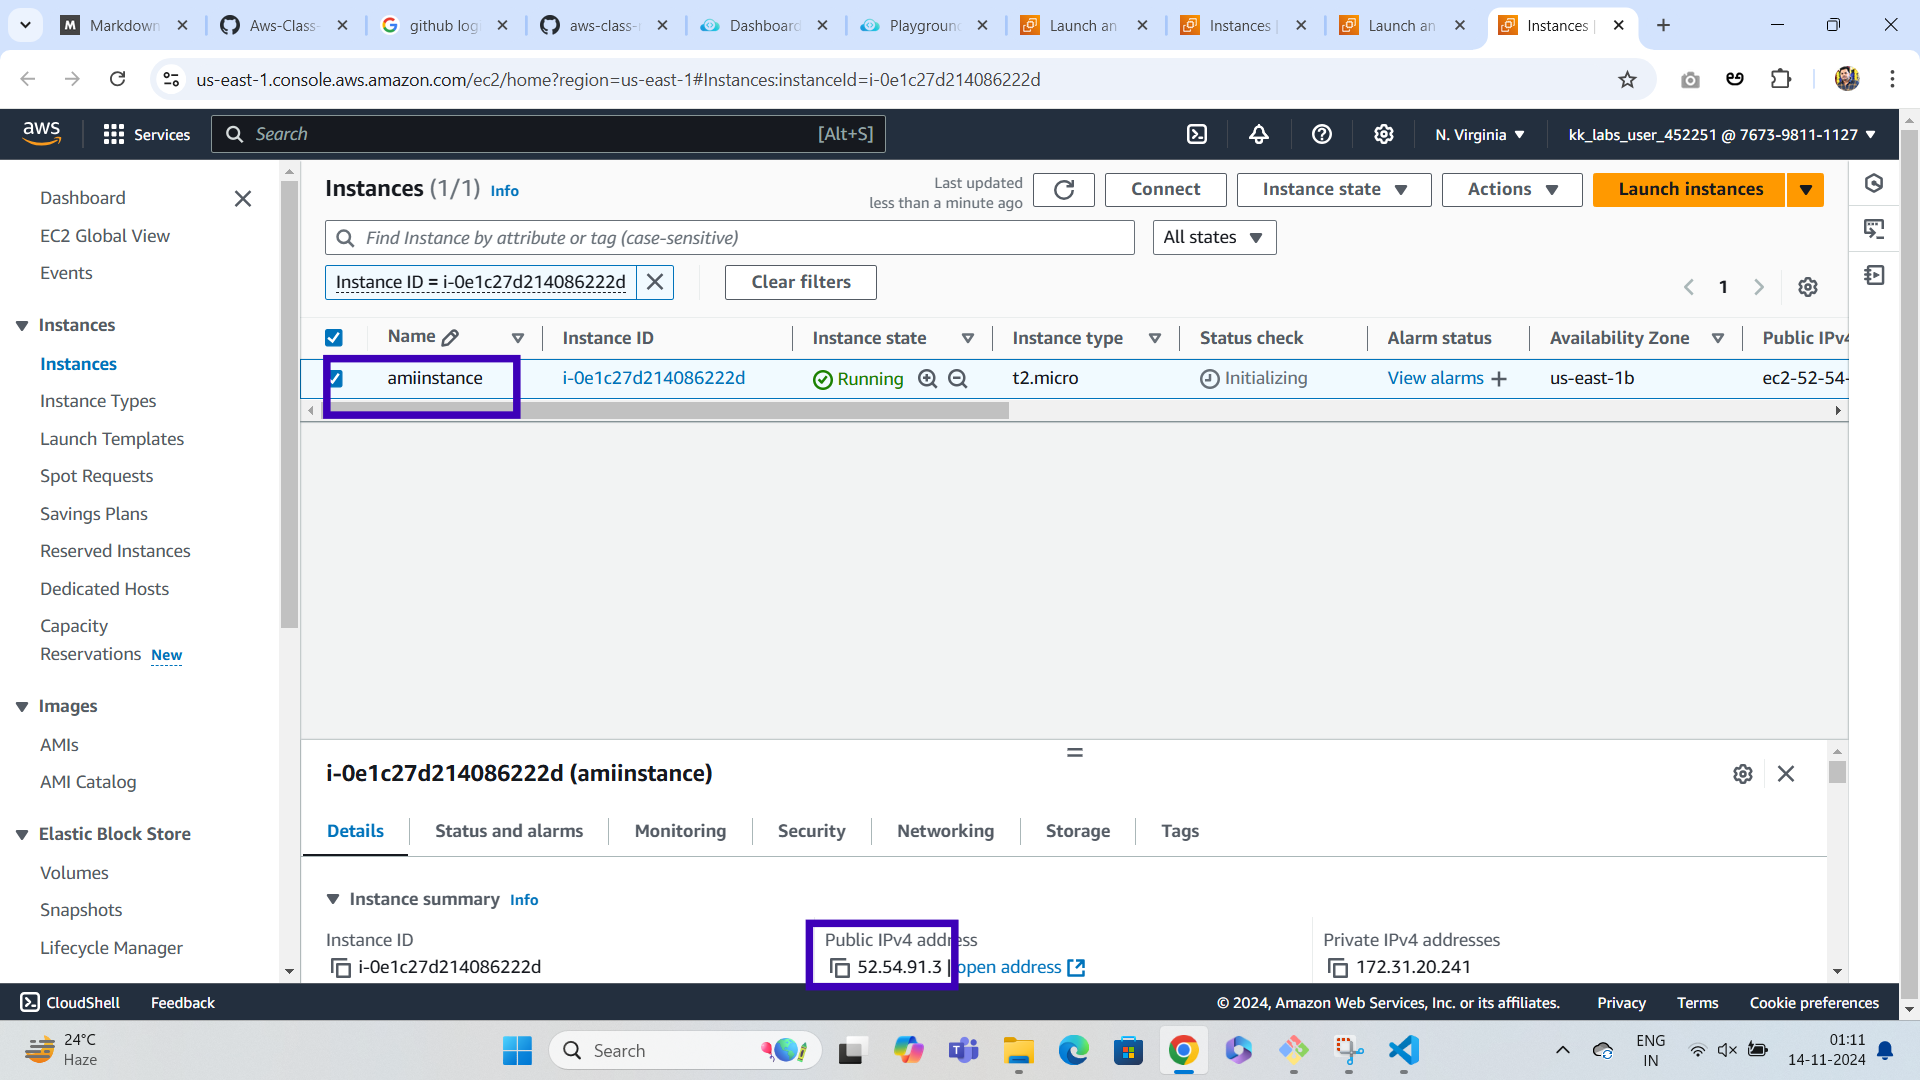 Markdown
Aws-Class-
github logi
aws-class-
Dashboard
Playground
Launch an
Instances |
Launch an
Instances |
us-east-1.console.aws.amazon.com/ec2/home?region=us-east-1#Instances:instanceId=i-0e1c27d214086222d
aws
Services
Search
[Alt+S]
N. Virginia
kk_labs_user_452251 @ 7673-9811-1127
Dashboard
EC2 Global View
Events
Instances
Instances
Instance Types
Launch Templates
Spot Requests
Savings Plans
Reserved Instances
Dedicated Hosts
Capacity
Reservations New
Images
AMIs
AMI Catalog
Elastic Block Store
Volumes
Snapshots
Lifecycle Manager
Instances (1/1) Info
Last updated
less than a minute ago
Connect
Instance state
Actions
Launch instances
Find Instance by attribute or tag (case-sensitive)
All states
Instance ID = i-0e1c27d214086222d
Clear filters
1
Name
Instance ID
Instance state
Instance type
Status check
Alarm status
Availability Zone
Public IPv4
amiinstance
i-0e1c27d214086222d
Running
t2.micro
Initializing
View alarms
us-east-1b
ec2-52-54-
i-0e1c27d214086222d (amiinstance)
Details
Status and alarms
Monitoring
Security
Networking
Storage
Tags
Instance summary Info
Instance ID
i-0e1c27d214086222d
Public IPv4 address
52.54.91.3 | open address
Private IPv4 addresses
172.31.20.241
CloudShell
Feedback
© 2024, Amazon Web Services, Inc. or its affiliates.
Privacy
Terms
Cookie preferences
24°C
Haze
Search
ENG
IN
01:11
14-11-2024